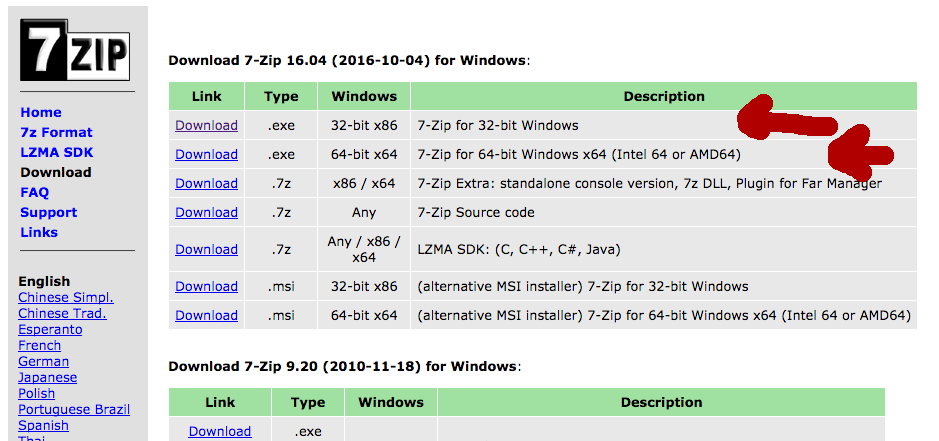 7ZIP
Home
7z Format
LZMA SDK
Download
FAQ
Support
Links
English
Chinese Simpl.
Chinese Trad.
Esperanto
French
German
Japanese
Polish
Portuguese Brazil
Spanish
Thai
Download 7-Zip 16.04 (2016-10-04) for Windows:
Link Type Windows Description
Download .exe 32-bit x86 7-Zip for 32-bit Windows
Download .exe 64-bit x64 7-Zip for 64-bit Windows x64 (Intel 64 or AMD64)
Download .7z x86 / x64 7-Zip Extra: standalone console version, 7z DLL, Plugin for Far Manager
Download .7z Any 7-Zip Source code
Download .7z Any / x86 / x64 LZMA SDK: (C, C++, C#, Java)
Download .msi 32-bit x86 (alternative MSI installer) 7-Zip for 32-bit Windows
Download .msi 64-bit x64 (alternative MSI installer) 7-Zip for 64-bit Windows x64 (Intel 64 or AMD64)
Download 7-Zip 9.20 (2010-11-18) for Windows:
Link Type Windows Description
Download .exe